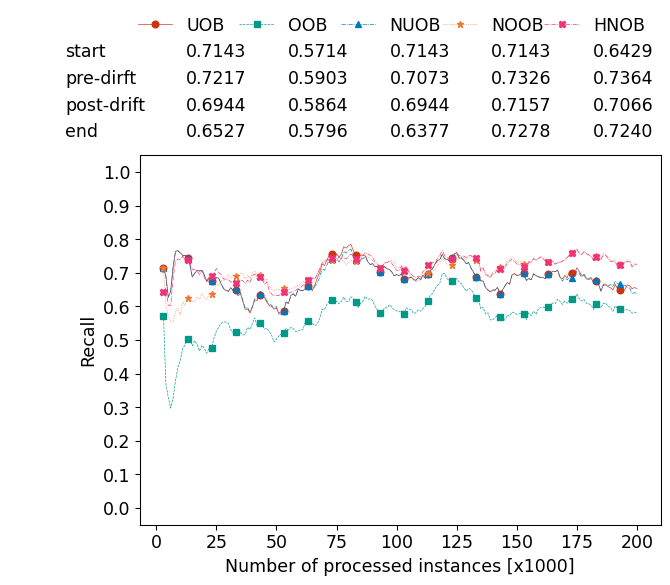 UOB OOB NUOB NOOB HNOB
start 0.7143 0.5714 0.7143 0.7143 0.6429
pre-dirft 0.7217 0.5903 0.7073 0.7326 0.7364
post-drift 0.6944 0.5864 0.6944 0.7157 0.7066
end 0.6527 0.5796 0.6377 0.7278 0.7240
1.0
0.9
0.8
0.7
0.6
0.5
0.4
0.3
0.2
0.1
0.0
Recall
0 25 50 75 100 125 150 175 200
Number of processed instances [x1000]